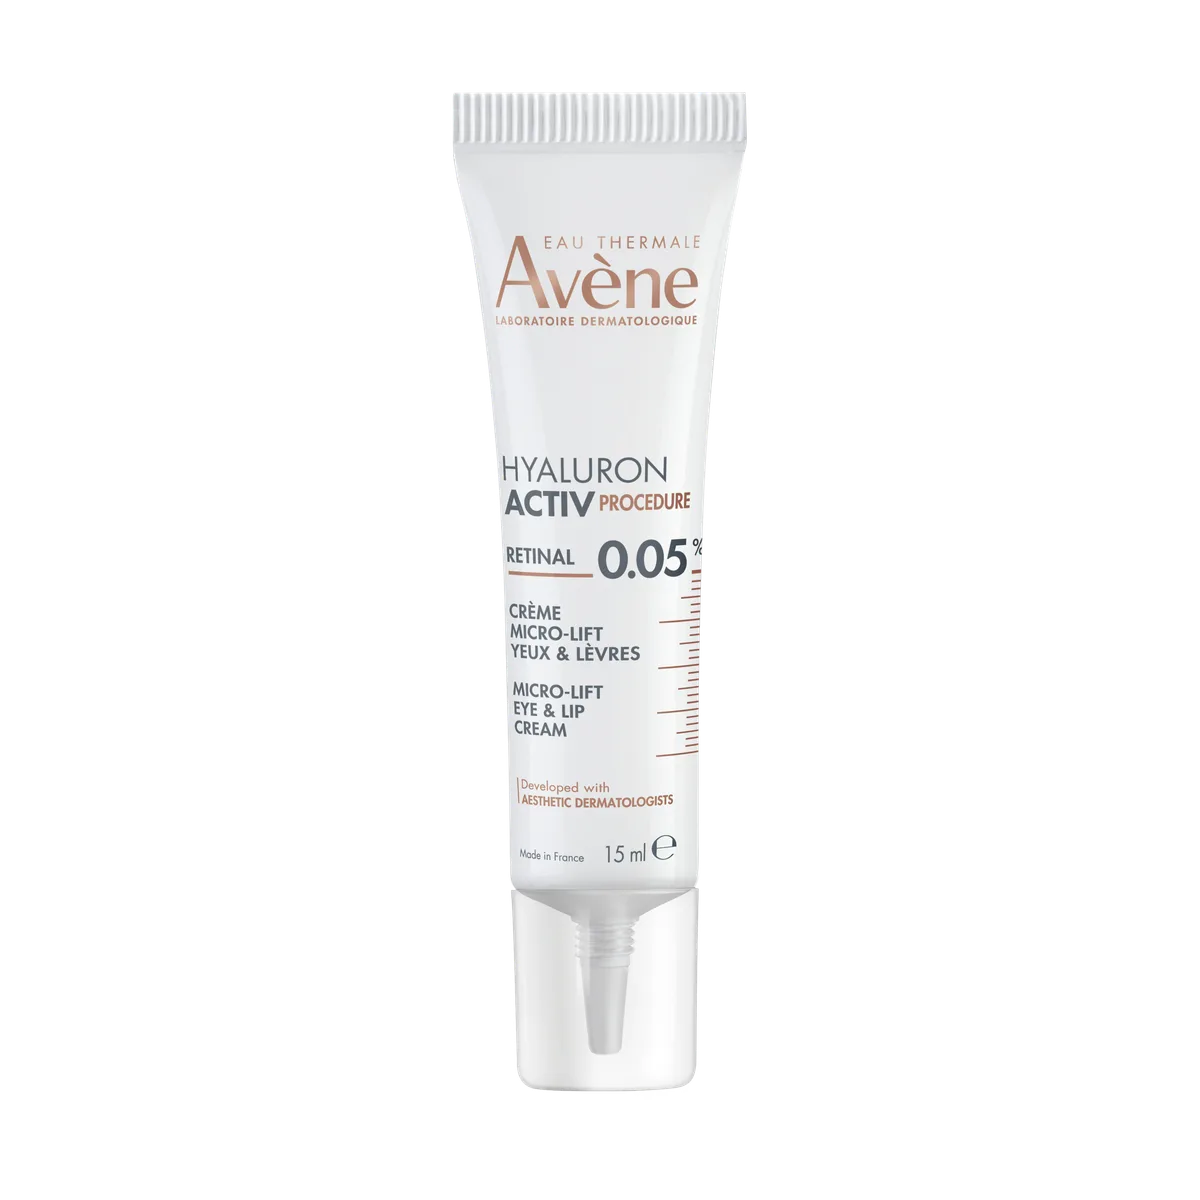 EAU THERMALE
Avène
LABORATOIRE DERMATOLOGIQUE
HYALURON
ACTIV PROCEDURE
RETINAL 0.05%
CRÈME
MICRO-LIFT
YEUX & LÈVRES
MICRO-LIFT
EYE & LIP
CREAM
Developed with
AESTHETIC DERMATOLOGISTS
Made in France 15 ml ℮